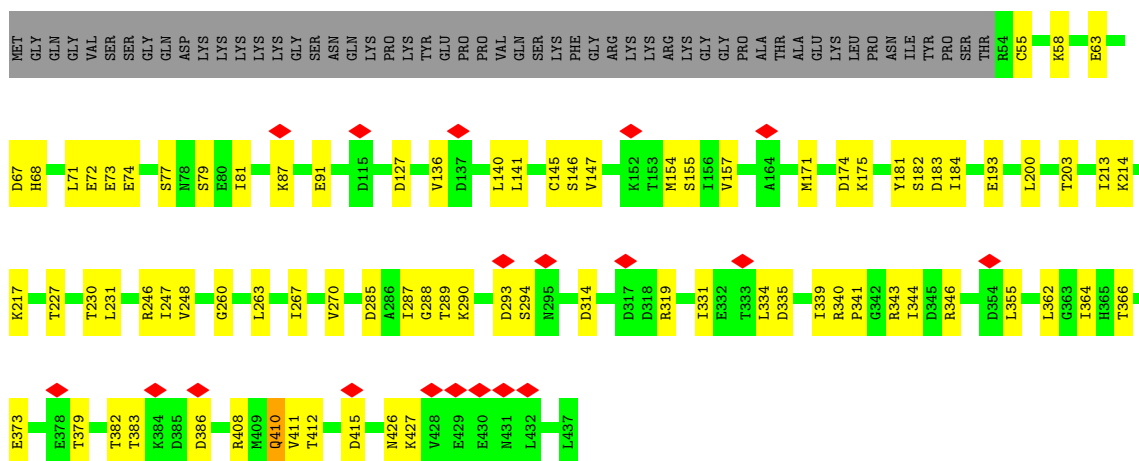 MET GLY GLN GLY VAL SER SER GLY GLN ASP LYS LYS LYS LYS LYS GLY SER ASN GLN LYS PRO LYS TYR GLU PRO PRO VAL GLN SER LYS PHE GLY ARG LYS LYS ARG LYS GLY GLY PRO ALA THR ALA GLU LYS LEU PRO ASN ILE TYR PRO SER THR R54 C55 K58 E63
D67 H68 L71 E72 E73 E74 S77 N78 S79 E80 I81 K87 E91 D115 D127 V136 D137 L140 L141 C145 S146 V147 K152 T153 M154 S155 I156 V157 A164 M171 D174 K175 Y181 S182 D183 I184 E193 L200 T203 I213 K214
K217 T227 T230 L231 R246 I247 V248 G260 L263 I267 V270 D285 A286 I287 G288 T289 K290 D293 S294 N295 D314 D317 D318 R319 I331 E332 T333 L334 D335 I339 R340 P341 G342 R343 I344 D345 R346 D354 L355 L362 G363 I364 H365 T366
E373 E378 T379 T382 T383 K384 D385 D386 R408 M409 Q410 V411 T412 D415 N426 K427 V428 E429 E430 N431 L432 L437